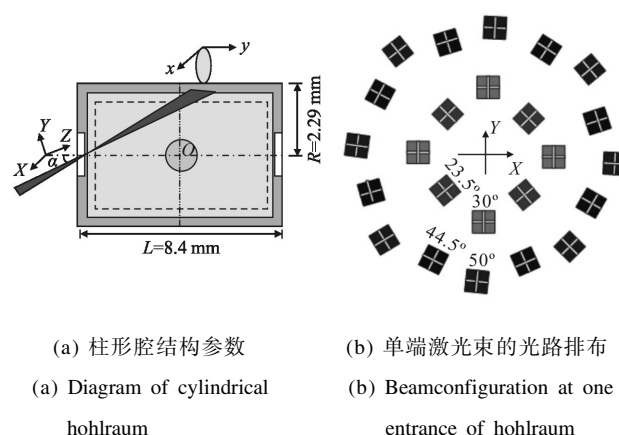 y
x
Y
Z
X
α
O
R=2.29 mm
L=8.4 mm
Y
X
23.5°
30°
44.5°
50°
(a) 柱形腔结构参数
(a) Diagram of cylindrical
hohlraum
(b) 单端激光束的光路排布
(b) Beamconfiguration at one
entrance of hohlraum